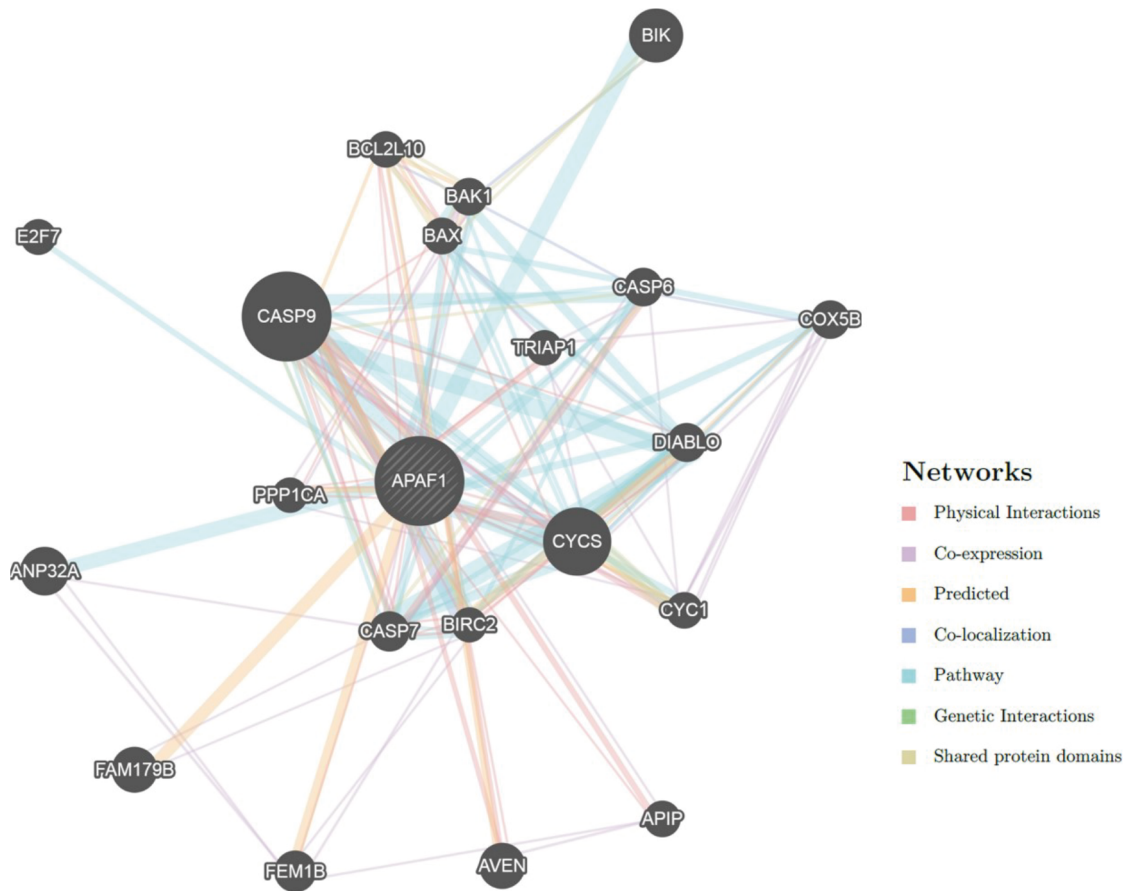 BIK
BCL2L10
BAK1
BAX
E2F7
CASP6
CASP9
COX5B
TRIAP1
DIABLO
APAF1
PPP1CA
CYCS
ANP32A
CYC1
CASP7
BIRC2
FAM179B
APIP
FEM1B
AVEN
Networks
Physical Interactions
Co-expression
Predicted
Co-localization
Pathway
Genetic Interactions
Shared protein domains